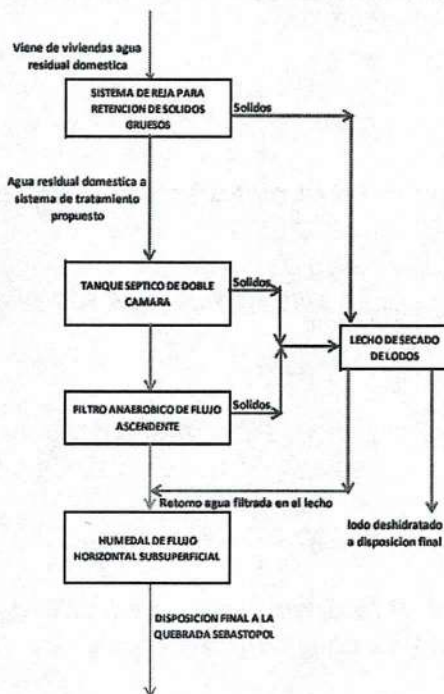 Viene de viviendas agua
residual domestica
SISTEMA DE REJA PARA
RETENCION DE SOLIDOS
GRUESOS
Solidos
Agua residual domestica a
sistema de tratamiento
propuesto
TANQUE SEPTICO DE DOBLE
CAMARA
Solidos
LECHO DE SECADO
DE LODOS
FILTRO ANAEROBICO DE FLUJO
ASCENDENTE
Solidos
Retorno agua filtrada en el lecho
lodo deshidratado
a disposicion final
HUMEDAL DE FLUJO
HORIZONTAL SUBSUPERFICIAL
DISPOSICION FINAL A LA
QUEBRADA SEBASTOPOL